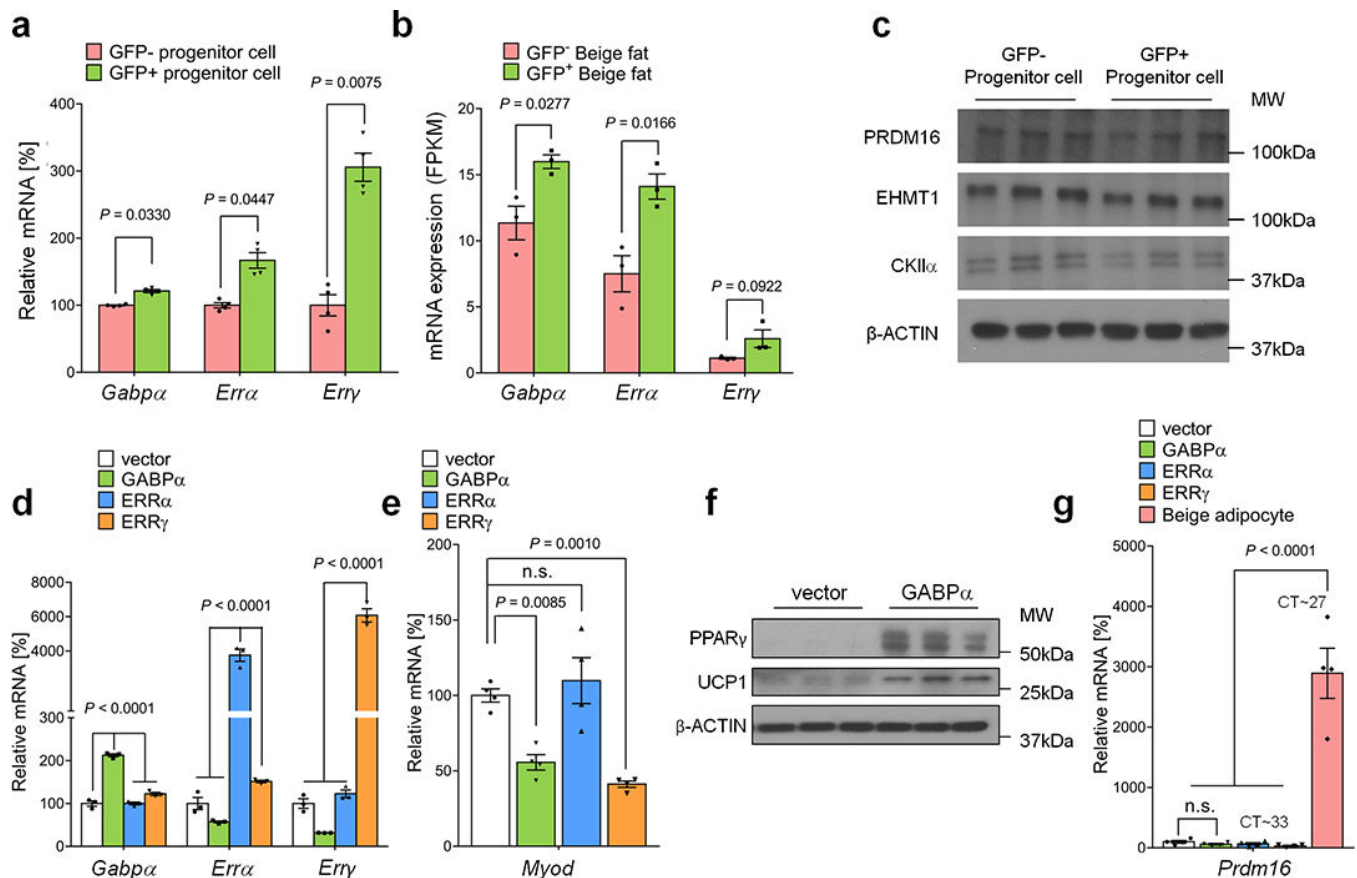 a
GFP- progenitor cell
GFP+ progenitor cell
Relative mRNA [%]
400
300
200
100
0
P = 0.0330
P = 0.0447
P = 0.0075
Gabpα
Errα
Errγ
b
GFP- Beige fat
GFP+ Beige fat
mRNA expression (FPKM)
20
15
10
5
0
P = 0.0277
P = 0.0166
P = 0.0922
Gabpα
Errα
Errγ
c
GFP-
Progenitor cell
GFP+
Progenitor cell
MW
PRDM16
100kDa
EHMT1
100kDa
CKIIα
37kDa
β-ACTIN
37kDa
d
vector
GABPα
ERRα
ERRγ
Relative mRNA [%]
8000
6000
4000
300
200
100
0
P < 0.0001
P < 0.0001
P < 0.0001
Gabpα
Errα
Errγ
e
vector
GABPα
ERRα
ERRγ
Relative mRNA [%]
200
150
100
50
0
P = 0.0010
n.s.
P = 0.0085
Myod
f
vector
GABPα
MW
PPARγ
50kDa
UCP1
25kDa
β-ACTIN
37kDa
g
vector
GABPα
ERRα
ERRγ
Beige adipocyte
Relative mRNA [%]
5000
4000
3000
2000
1000
0
P < 0.0001
CT~27
n.s.
CT~33
Prdm16